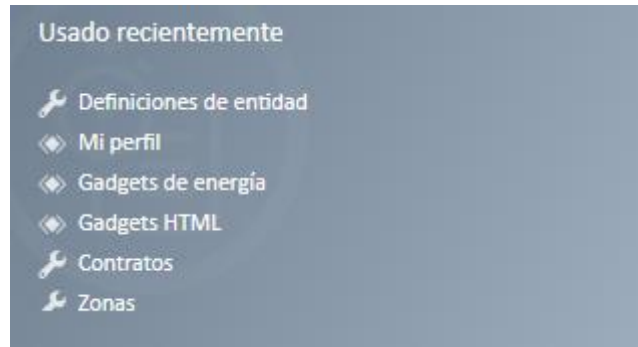 Usado recientemente
Definiciones de entidad
Mi perfil
Gadgets de energía
Gadgets HTML
Contratos
Zonas